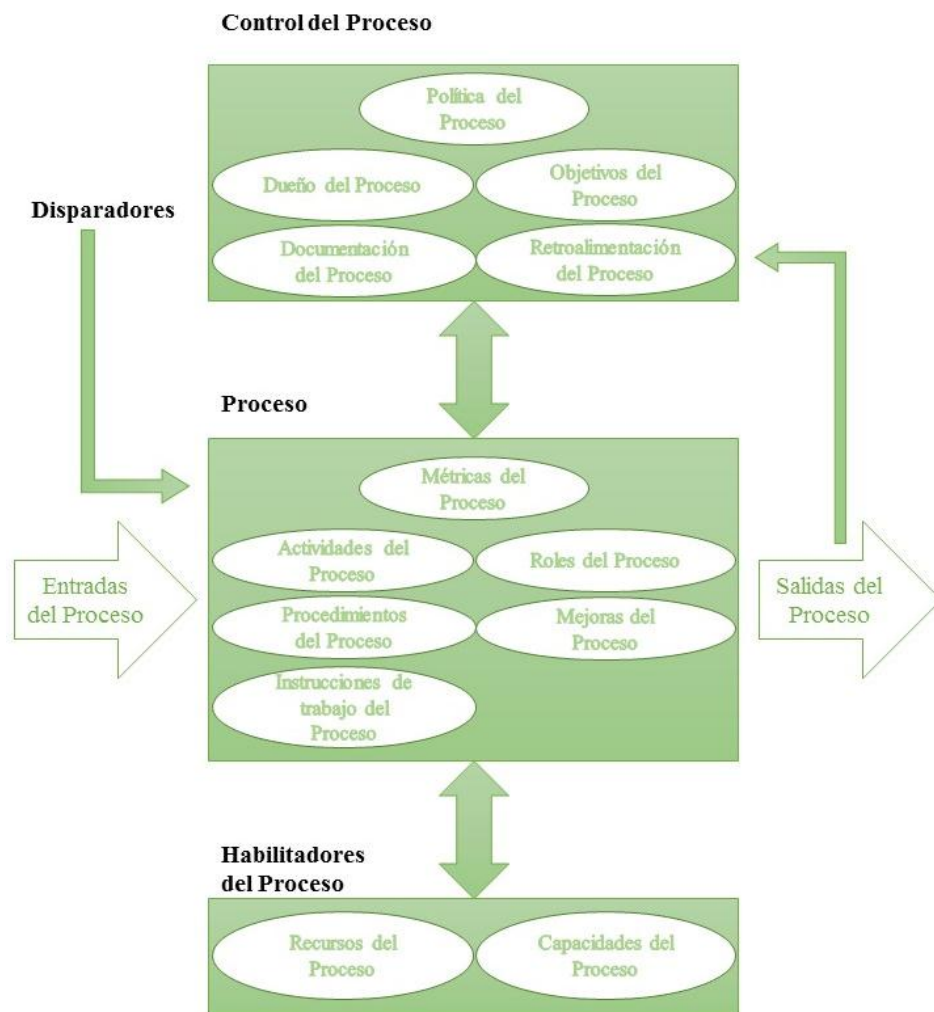 Control del Proceso
Política del
Proceso
Dueño del Proceso
Objetivos del
Proceso
Documentación
del Proceso
Retroalimentación
del Proceso
Disparadores
Proceso
Métricas del
Proceso
Actividades del
Proceso
Roles del Proceso
Procedimientos
del Proceso
Mejoras del
Proceso
Instrucciones de
trabajo del
Proceso
Entradas
del Proceso
Salidas del
Proceso
Habilitadores
del Proceso
Recursos del
Proceso
Capacidades del
Proceso